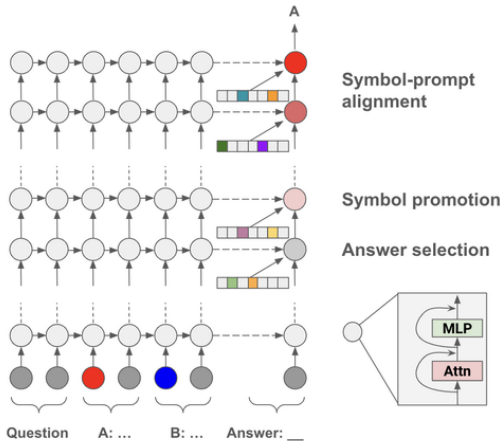 A
Symbol-prompt
alignment
Symbol promotion
Answer selection
MLP
Attn
Question A: ... B: ... Answer: __